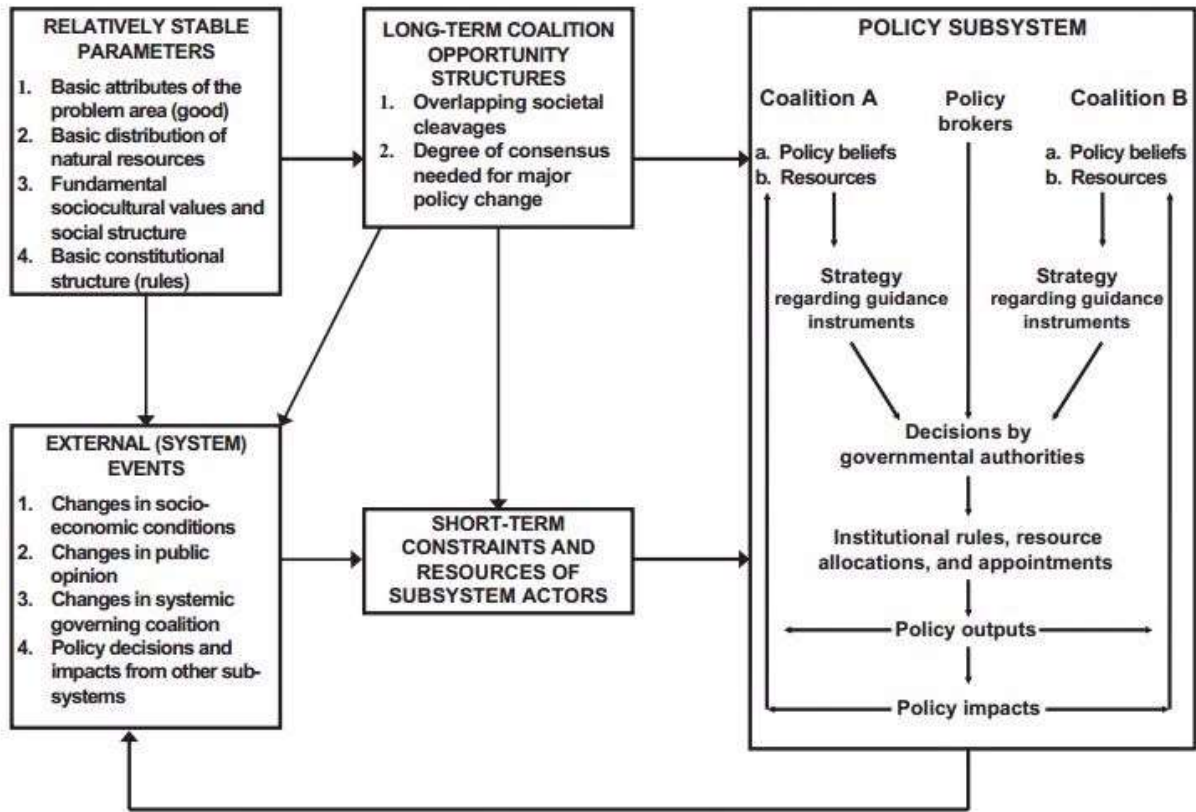 RELATIVELY STABLE
PARAMETERS
1. Basic attributes of the
problem area (good)
2. Basic distribution of
natural resources
3. Fundamental
sociocultural values and
social structure
4. Basic constitutional
structure (rules)
LONG-TERM COALITION
OPPORTUNITY
STRUCTURES
1. Overlapping societal
cleavages
2. Degree of consensus
needed for major
policy change
EXTERNAL (SYSTEM)
EVENTS
1. Changes in socio-
economic conditions
2. Changes in public
opinion
3. Changes in systemic
governing coalition
4. Policy decisions and
impacts from other sub-
systems
SHORT-TERM
CONSTRAINTS AND
RESOURCES OF
SUBSYSTEM ACTORS
POLICY SUBSYSTEM
Coalition A
a. Policy beliefs
b. Resources
Policy
brokers
Coalition B
a. Policy beliefs
b. Resources
Strategy
regarding guidance
instruments
Strategy
regarding guidance
instruments
Decisions by
governmental authorities
Institutional rules, resource
allocations, and appointments
Policy outputs
Policy impacts